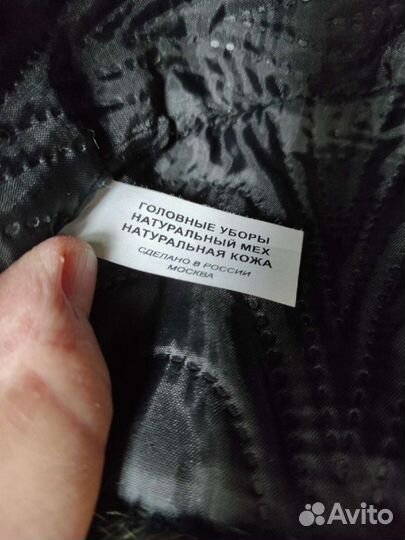 ГОЛОВНЫЕ УБОРЫ
НАТУРАЛЬНЫЙ МЕХ
НАТУРАЛЬНАЯ КОЖА
СДЕЛАНО В РОССИИ
МОСКВА
Avito